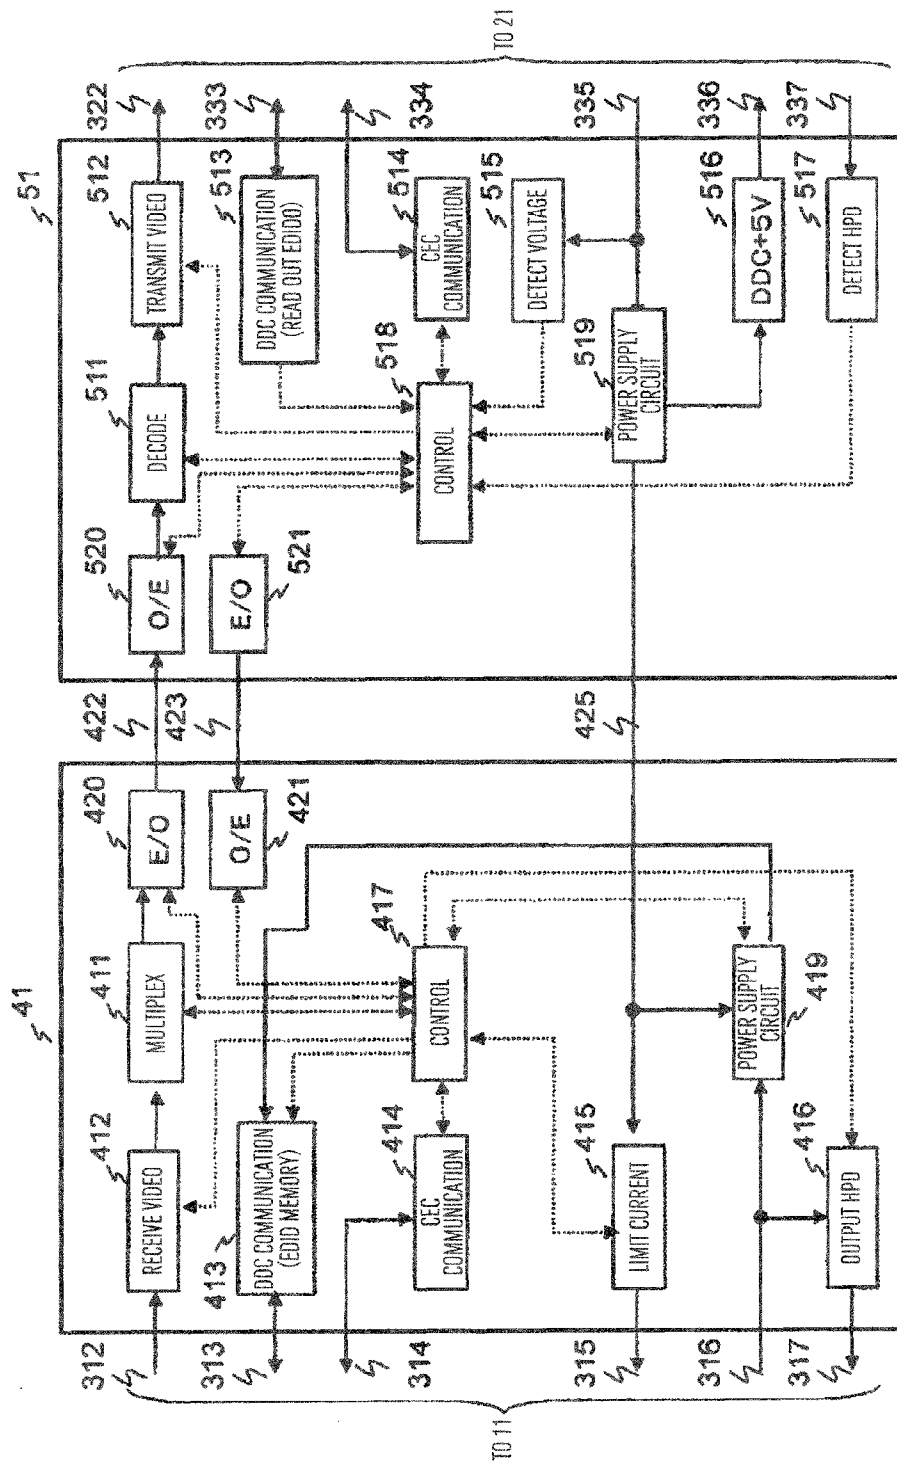 41
51
TO 11
312
313
314
315
316
317
412
RECEIVE VIDEO
411
MULTIPLEX
420
E/O
413
DDC COMMUNICATION
(EDID MEMORY)
421
O/E
414
CEC
COMMUNICATION
417
CONTROL
415
LIMIT CURRENT
POWER SUPPLY
CIRCUIT
419
416
OUTPUT HPD
422
423
425
520
O/E
511
DECODE
512
TRANSMIT VIDEO
E/O
521
513
DDC COMMUNICATION
(READ OUT EDID)
518
CONTROL
514
CEC
COMMUNICATION
515
DETECT VOLTAGE
519
POWER SUPPLY
CIRCUIT
516
DDC+5V
517
DETECT HPD
322
333
334
335
336
337
TO 21